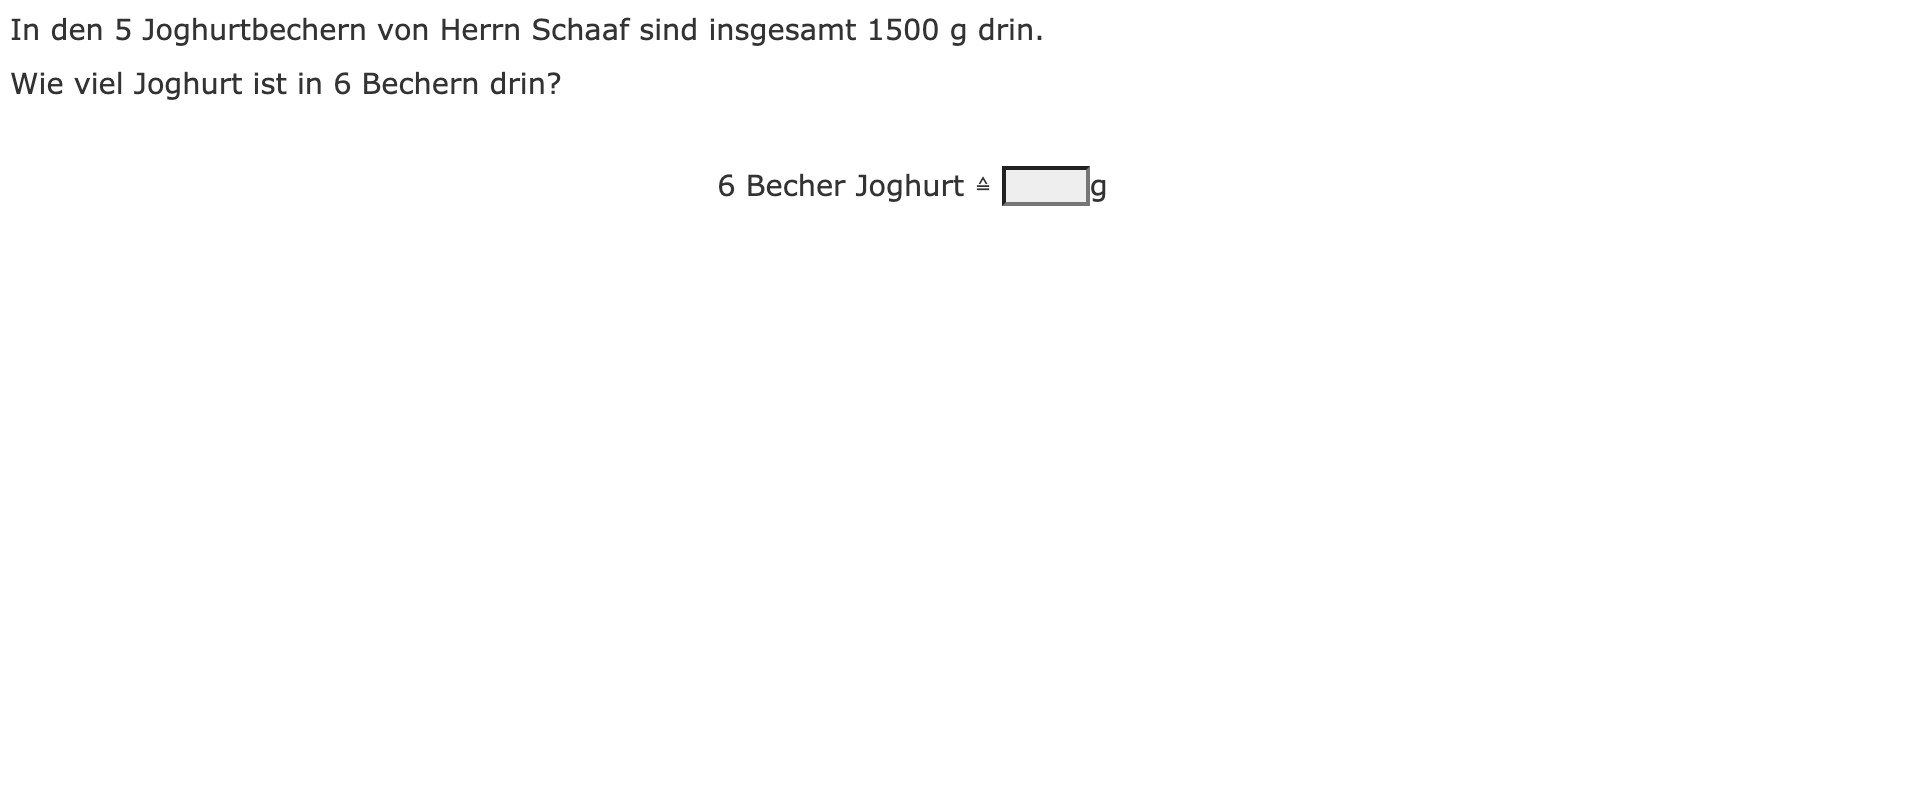 In den 5 Joghurtbechern von Herrn Schaaf sind insgesamt 1500 g drin.
Wie viel Joghurt ist in 6 Bechern drin?
6 Becher Joghurt ≙ g